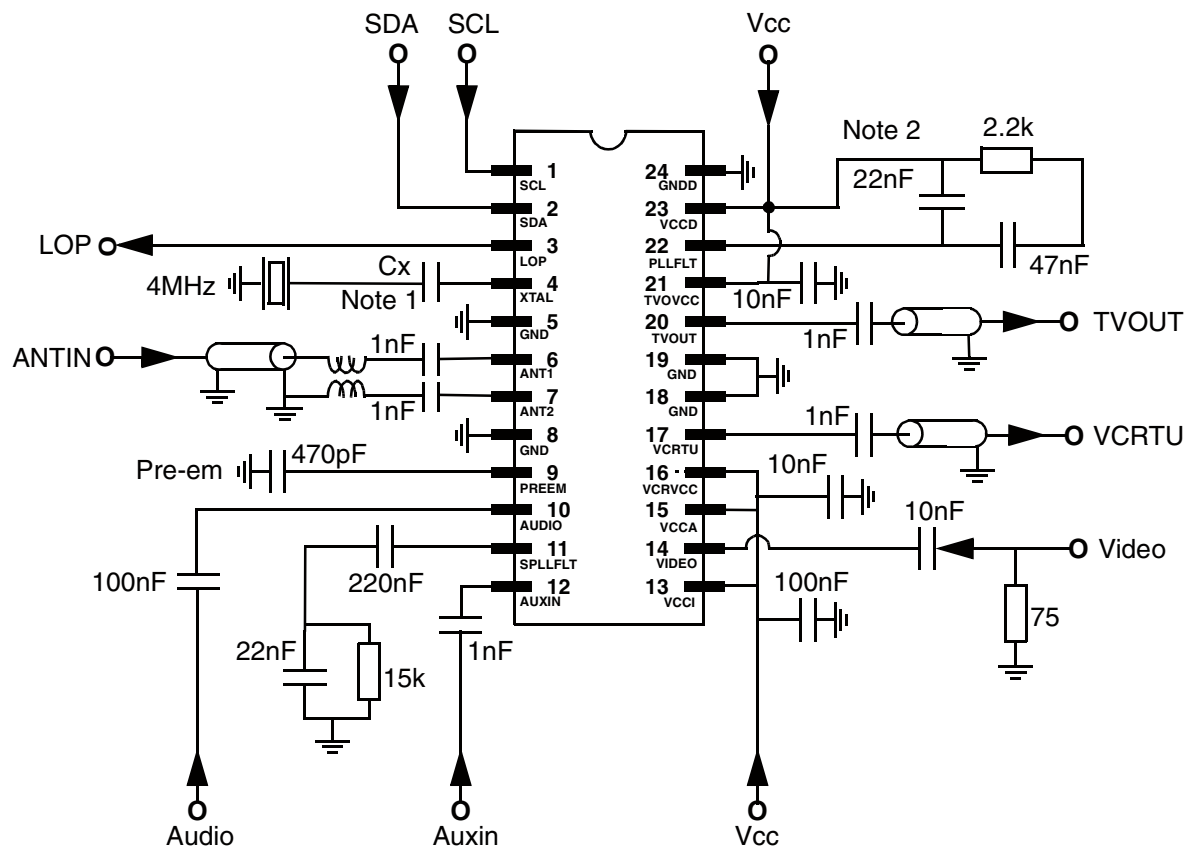 SDA SCL Vcc
Note 2 2.2k
1 SCL 24 GNDD
22nF
2 SDA 23 VCCD
LOP 3 LOP 22 PLLFLT 47nF
4MHz Cx Note 1 4 XTAL 21 TVOVCC 10nF
5 GND 20 TVOUT 1nF TVOUT
ANTIN 1nF 6 ANT1 19 GND
1nF 7 ANT2 18 GND
8 GND 17 VCRTU 1nF VCRTU
Pre-em 470pF 9 PREEM 16 VCRVCC 10nF
10 AUDIO 15 VCCA
100nF 220nF 11 SPLLFLT 14 VIDEO 10nF Video
12 AUXIN 13 VCCI 100nF
75
22nF 15k 1nF
Audio Auxin Vcc